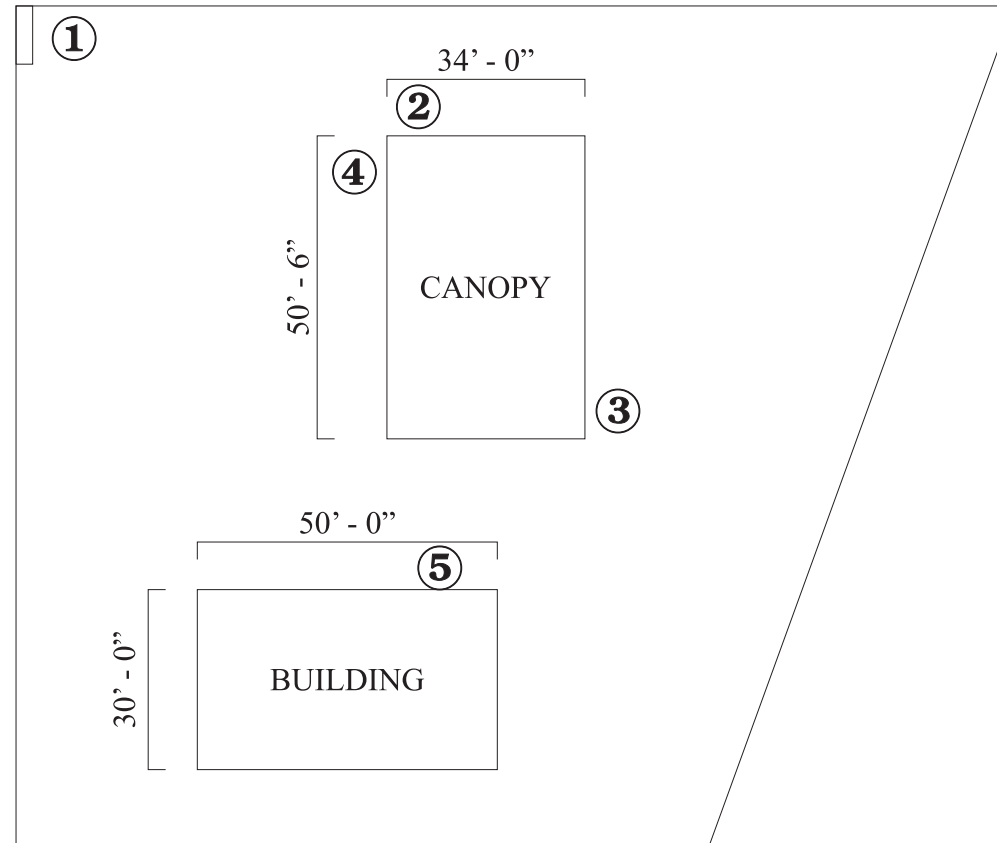 ①
34’ - 0”
②
④
50’ - 6”
CANOPY
③
50’ - 0”
⑤
30’ - 0”
BUILDING